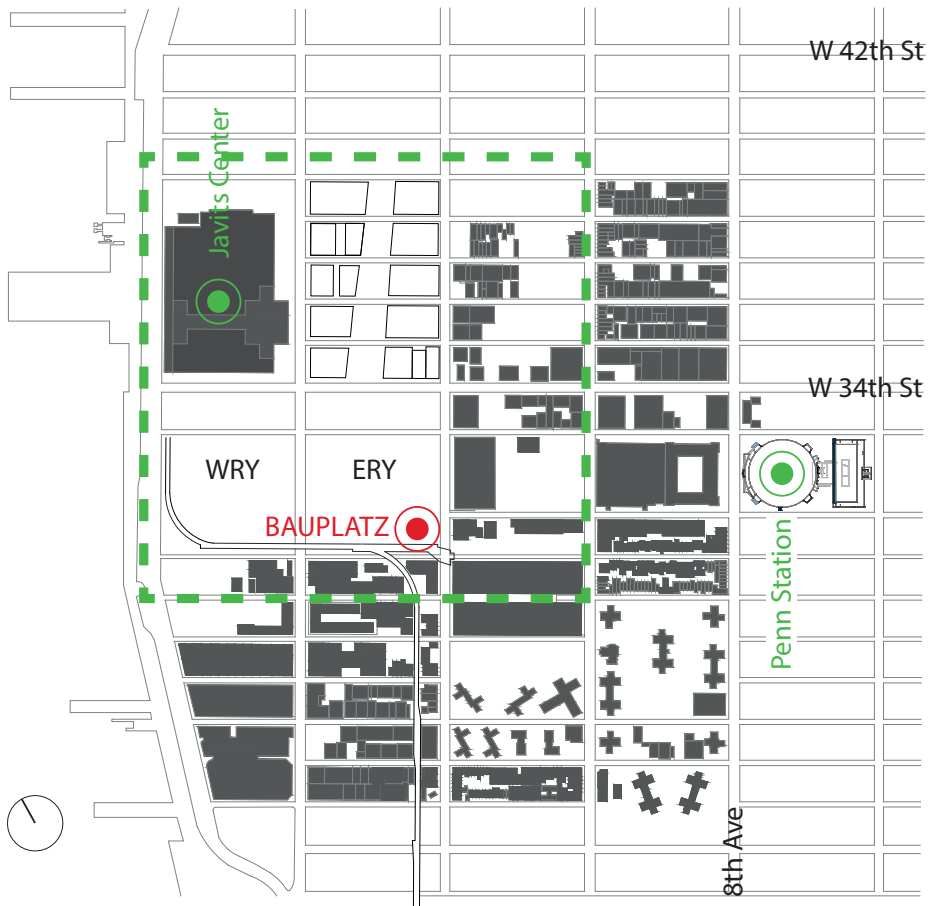 W 42th St
Javits Center
W 34th St
WRY
ERY
BAUPLATZ
Penn Station
8th Ave